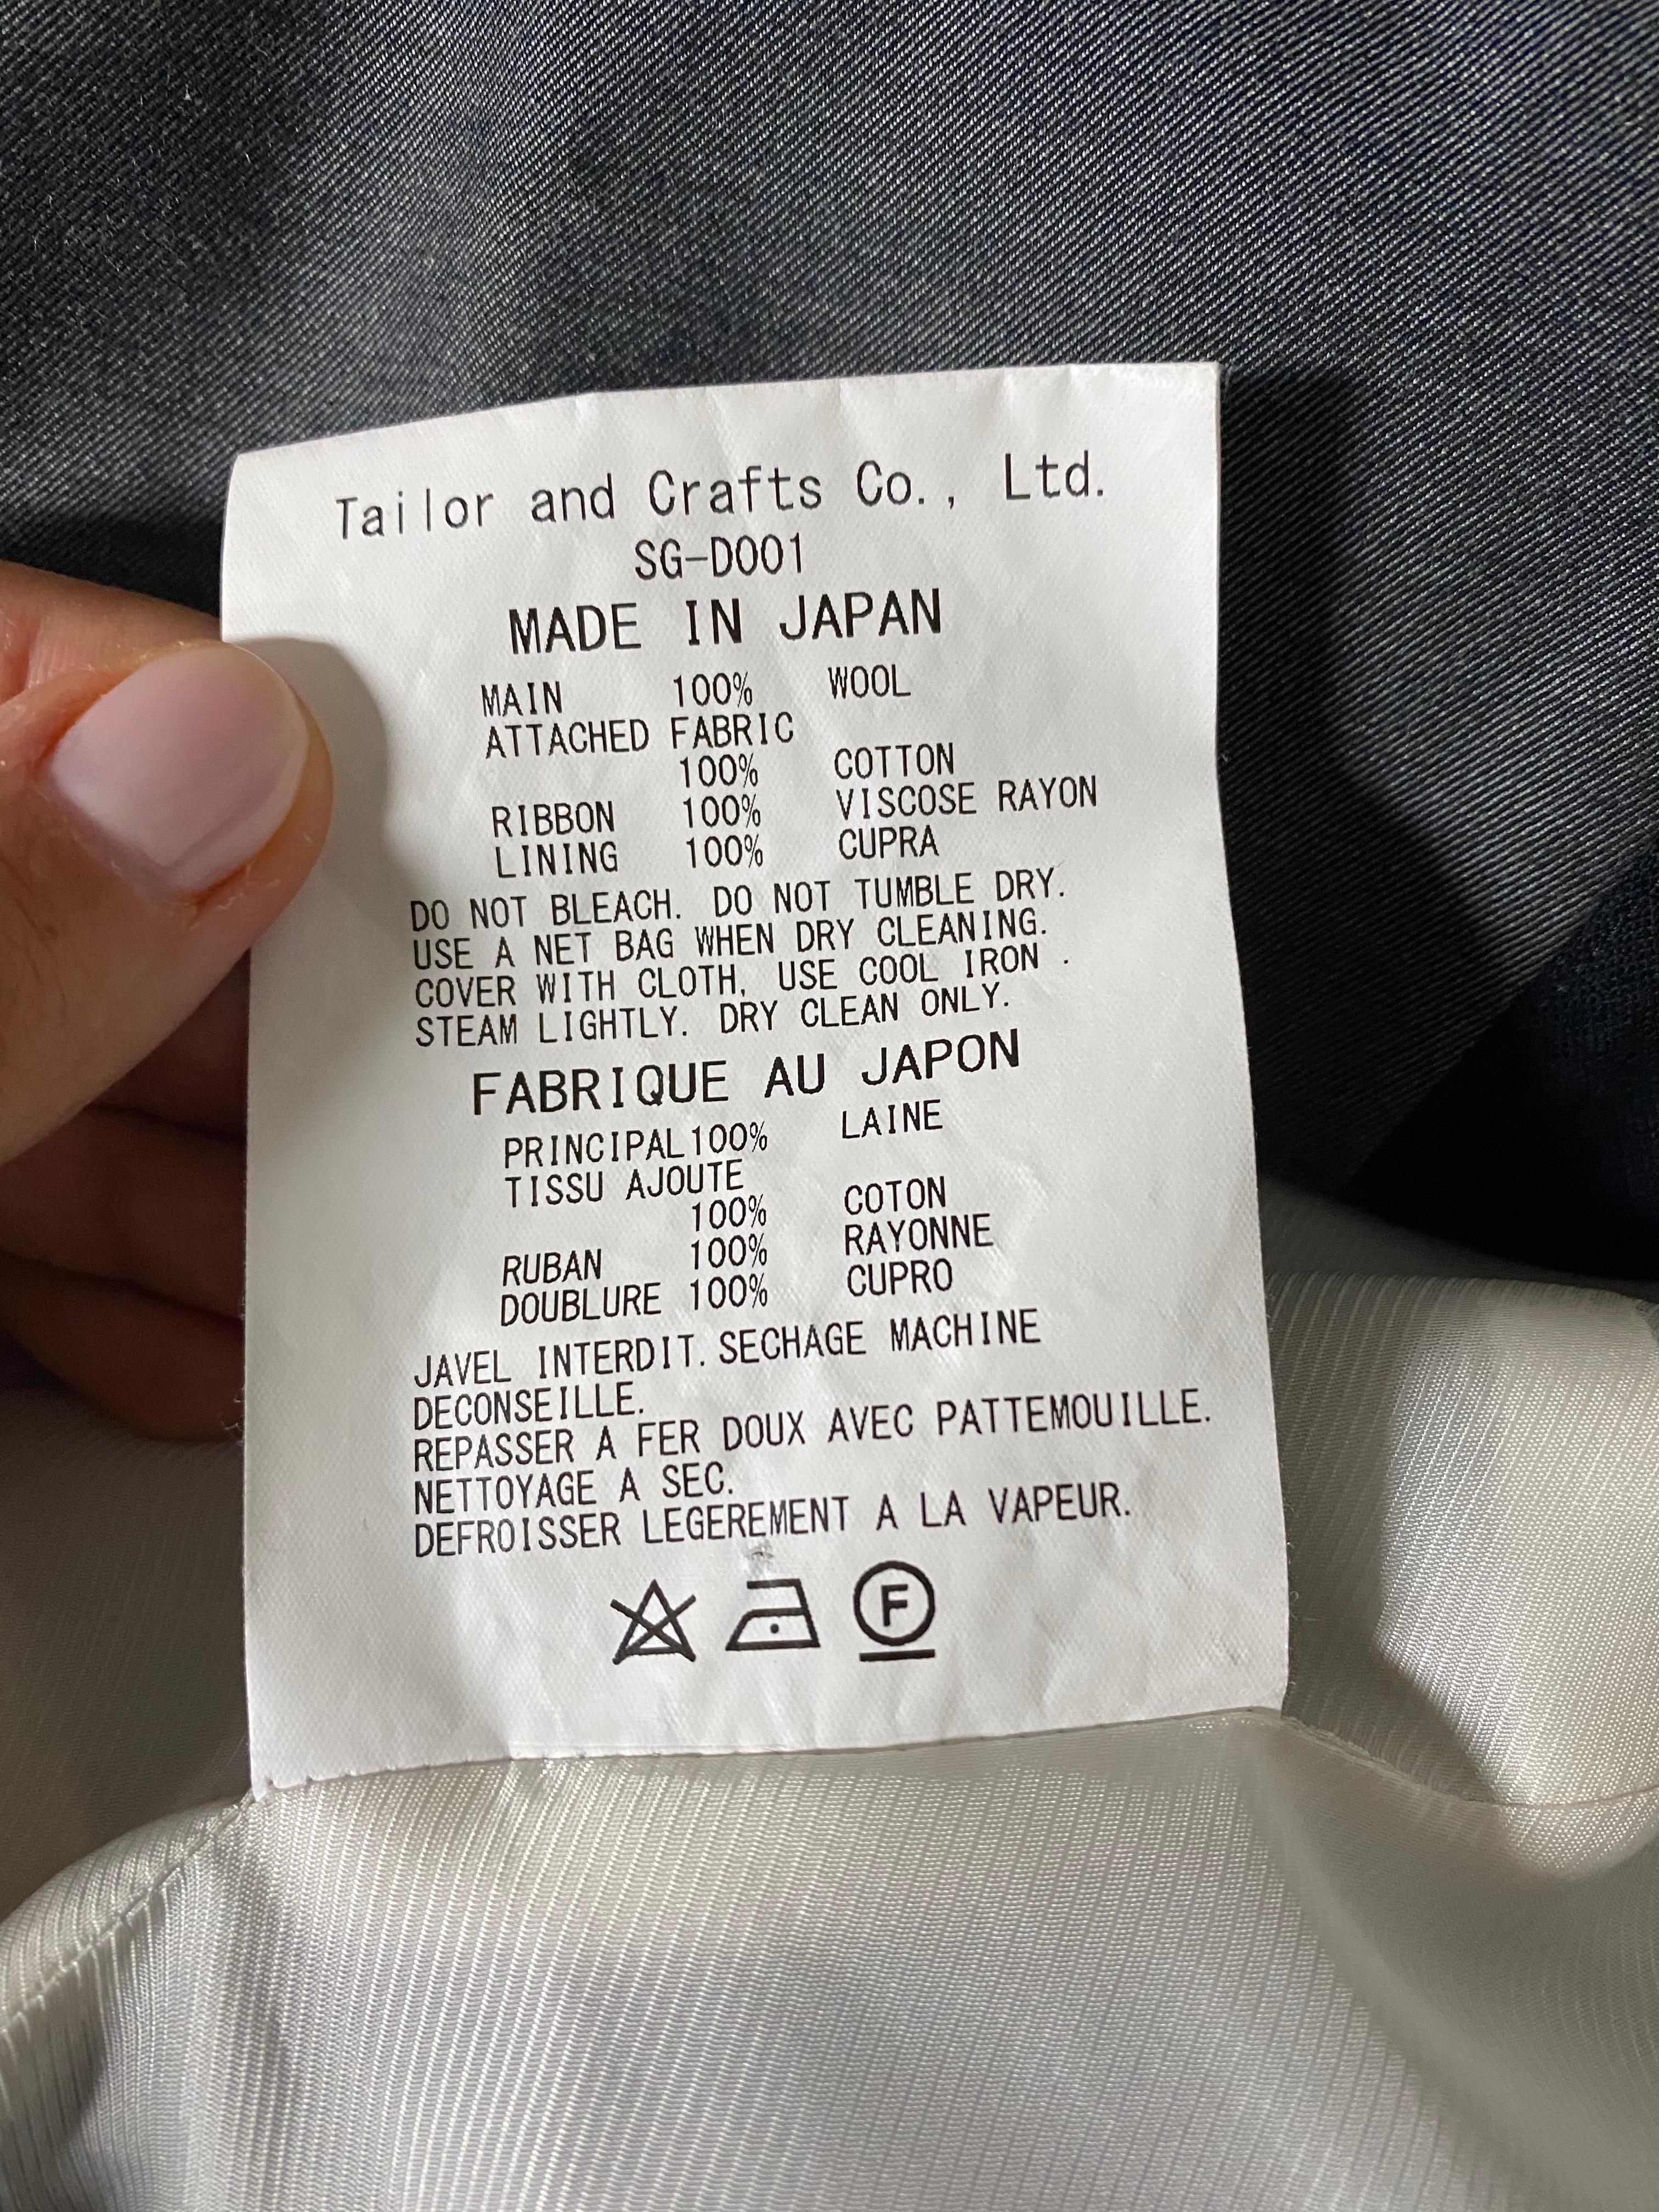 Tailor and Crafts Co., Ltd.
SG-D001
MADE IN JAPAN
MAIN 100% WOOL
ATTACHED FABRIC
100% COTTON
RIBBON 100% VISCOSE RAYON
LINING 100% CUPRA
DO NOT BLEACH. DO NOT TUMBLE DRY.
USE A NET BAG WHEN DRY CLEANING.
COVER WITH CLOTH, USE COOL IRON .
STEAM LIGHTLY. DRY CLEAN ONLY.
FABRIQUE AU JAPON
PRINCIPAL 100% LAINE
TISSU AJOUTE
100% COTON
RUBAN 100% RAYONNE
DOUBLURE 100% CUPRO
JAVEL INTERDIT. SECHAGE MACHINE
DECONSEILLE.
REPASSER A FER DOUX AVEC PATTEMOUILLE.
NETTOYAGE A SEC.
DEFROISSER LEGEREMENT A LA VAPEUR.
F